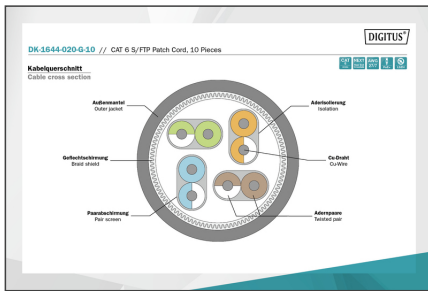 DIGITUS®
DK-1644-020-G-10 // CAT 6 S/FTP Patch Cord, 10 Pieces
Kabelquerschnitt
Cable cross section
Außenmantel
Outer jacket
Aderisolierung
Isolation
Geflechtschirmung
Braid shield
Cu-Draht
Cu-Wire
Paarabschirmung
Pair screen
Adernpaare
Twisted pair